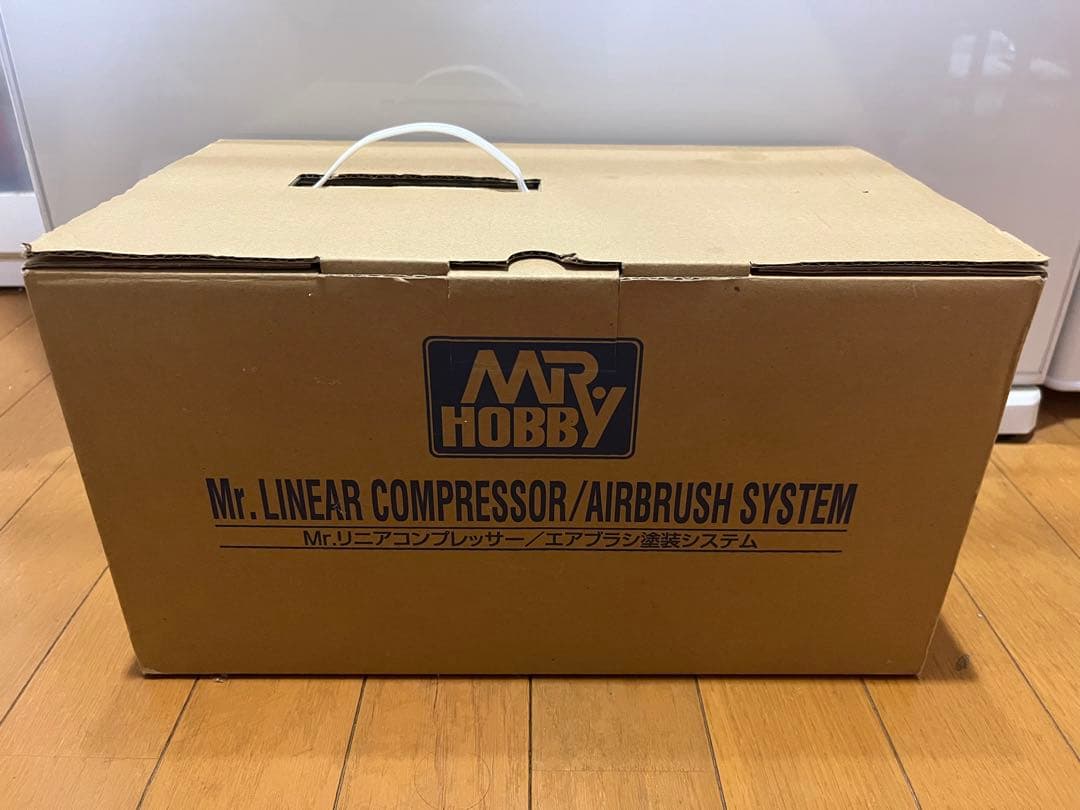 MR.
HOBBY
Mr. LINEAR COMPRESSOR/AIRBRUSH SYSTEM
Mr.リニアコンプレッサー／エアブラシ塗装システム